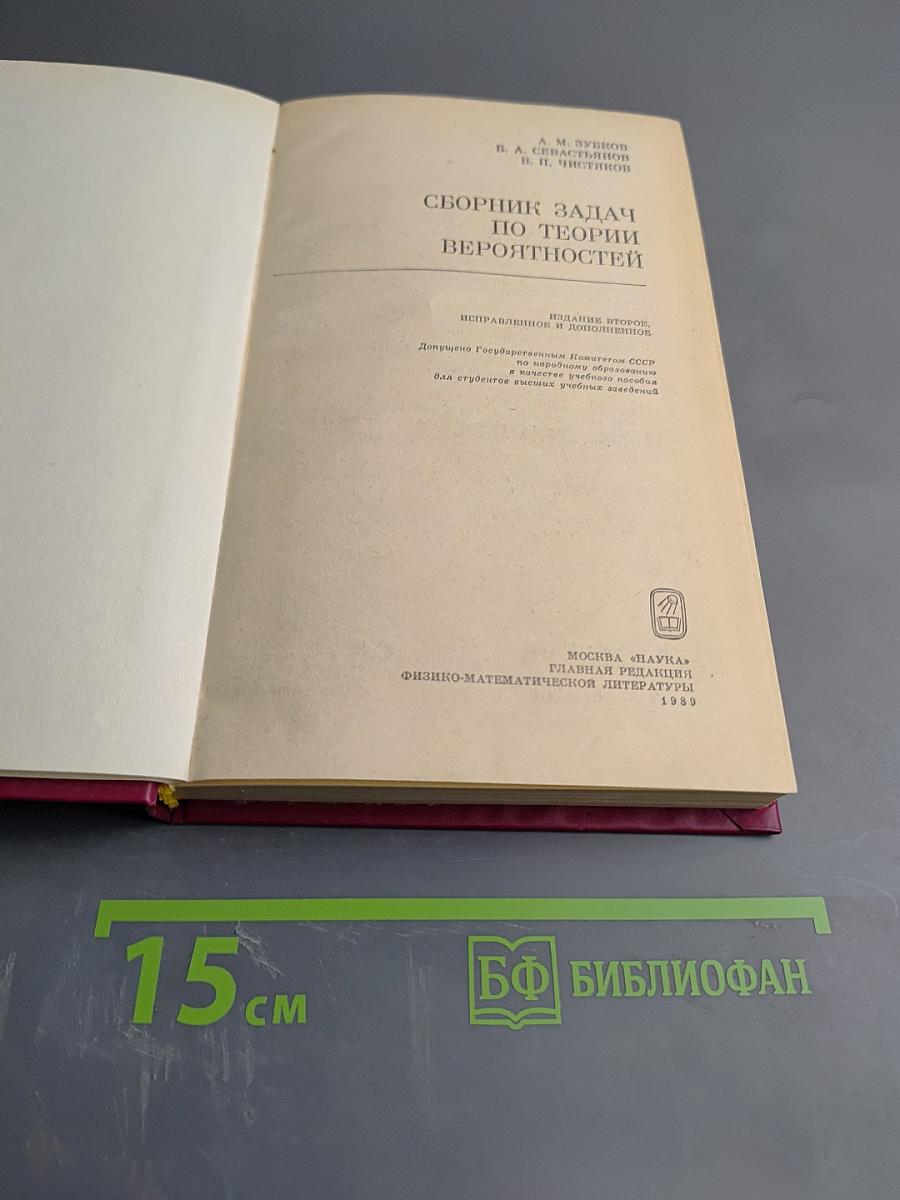 А. М. ЗУБКОВ
Б. А. СЕВАСТЬЯНОВ
В. П. ЧИСТЯКОВ
СБОРНИК ЗАДАЧ
ПО ТЕОРИИ
ВЕРОЯТНОСТЕЙ
ИЗДАНИЕ ВТОРОЕ,
ИСПРАВЛЕННОЕ И ДОПОЛНЕННОЕ
Допущено Государственным Комитетом СССР
по народному образованию
в качестве учебного пособия
для студентов высших учебных заведений
МОСКВА «НАУКА»
ГЛАВНАЯ РЕДАКЦИЯ
ФИЗИКО-МАТЕМАТИЧЕСКОЙ ЛИТЕРАТУРЫ
1989
15 см
БФ БИБЛИОФАН